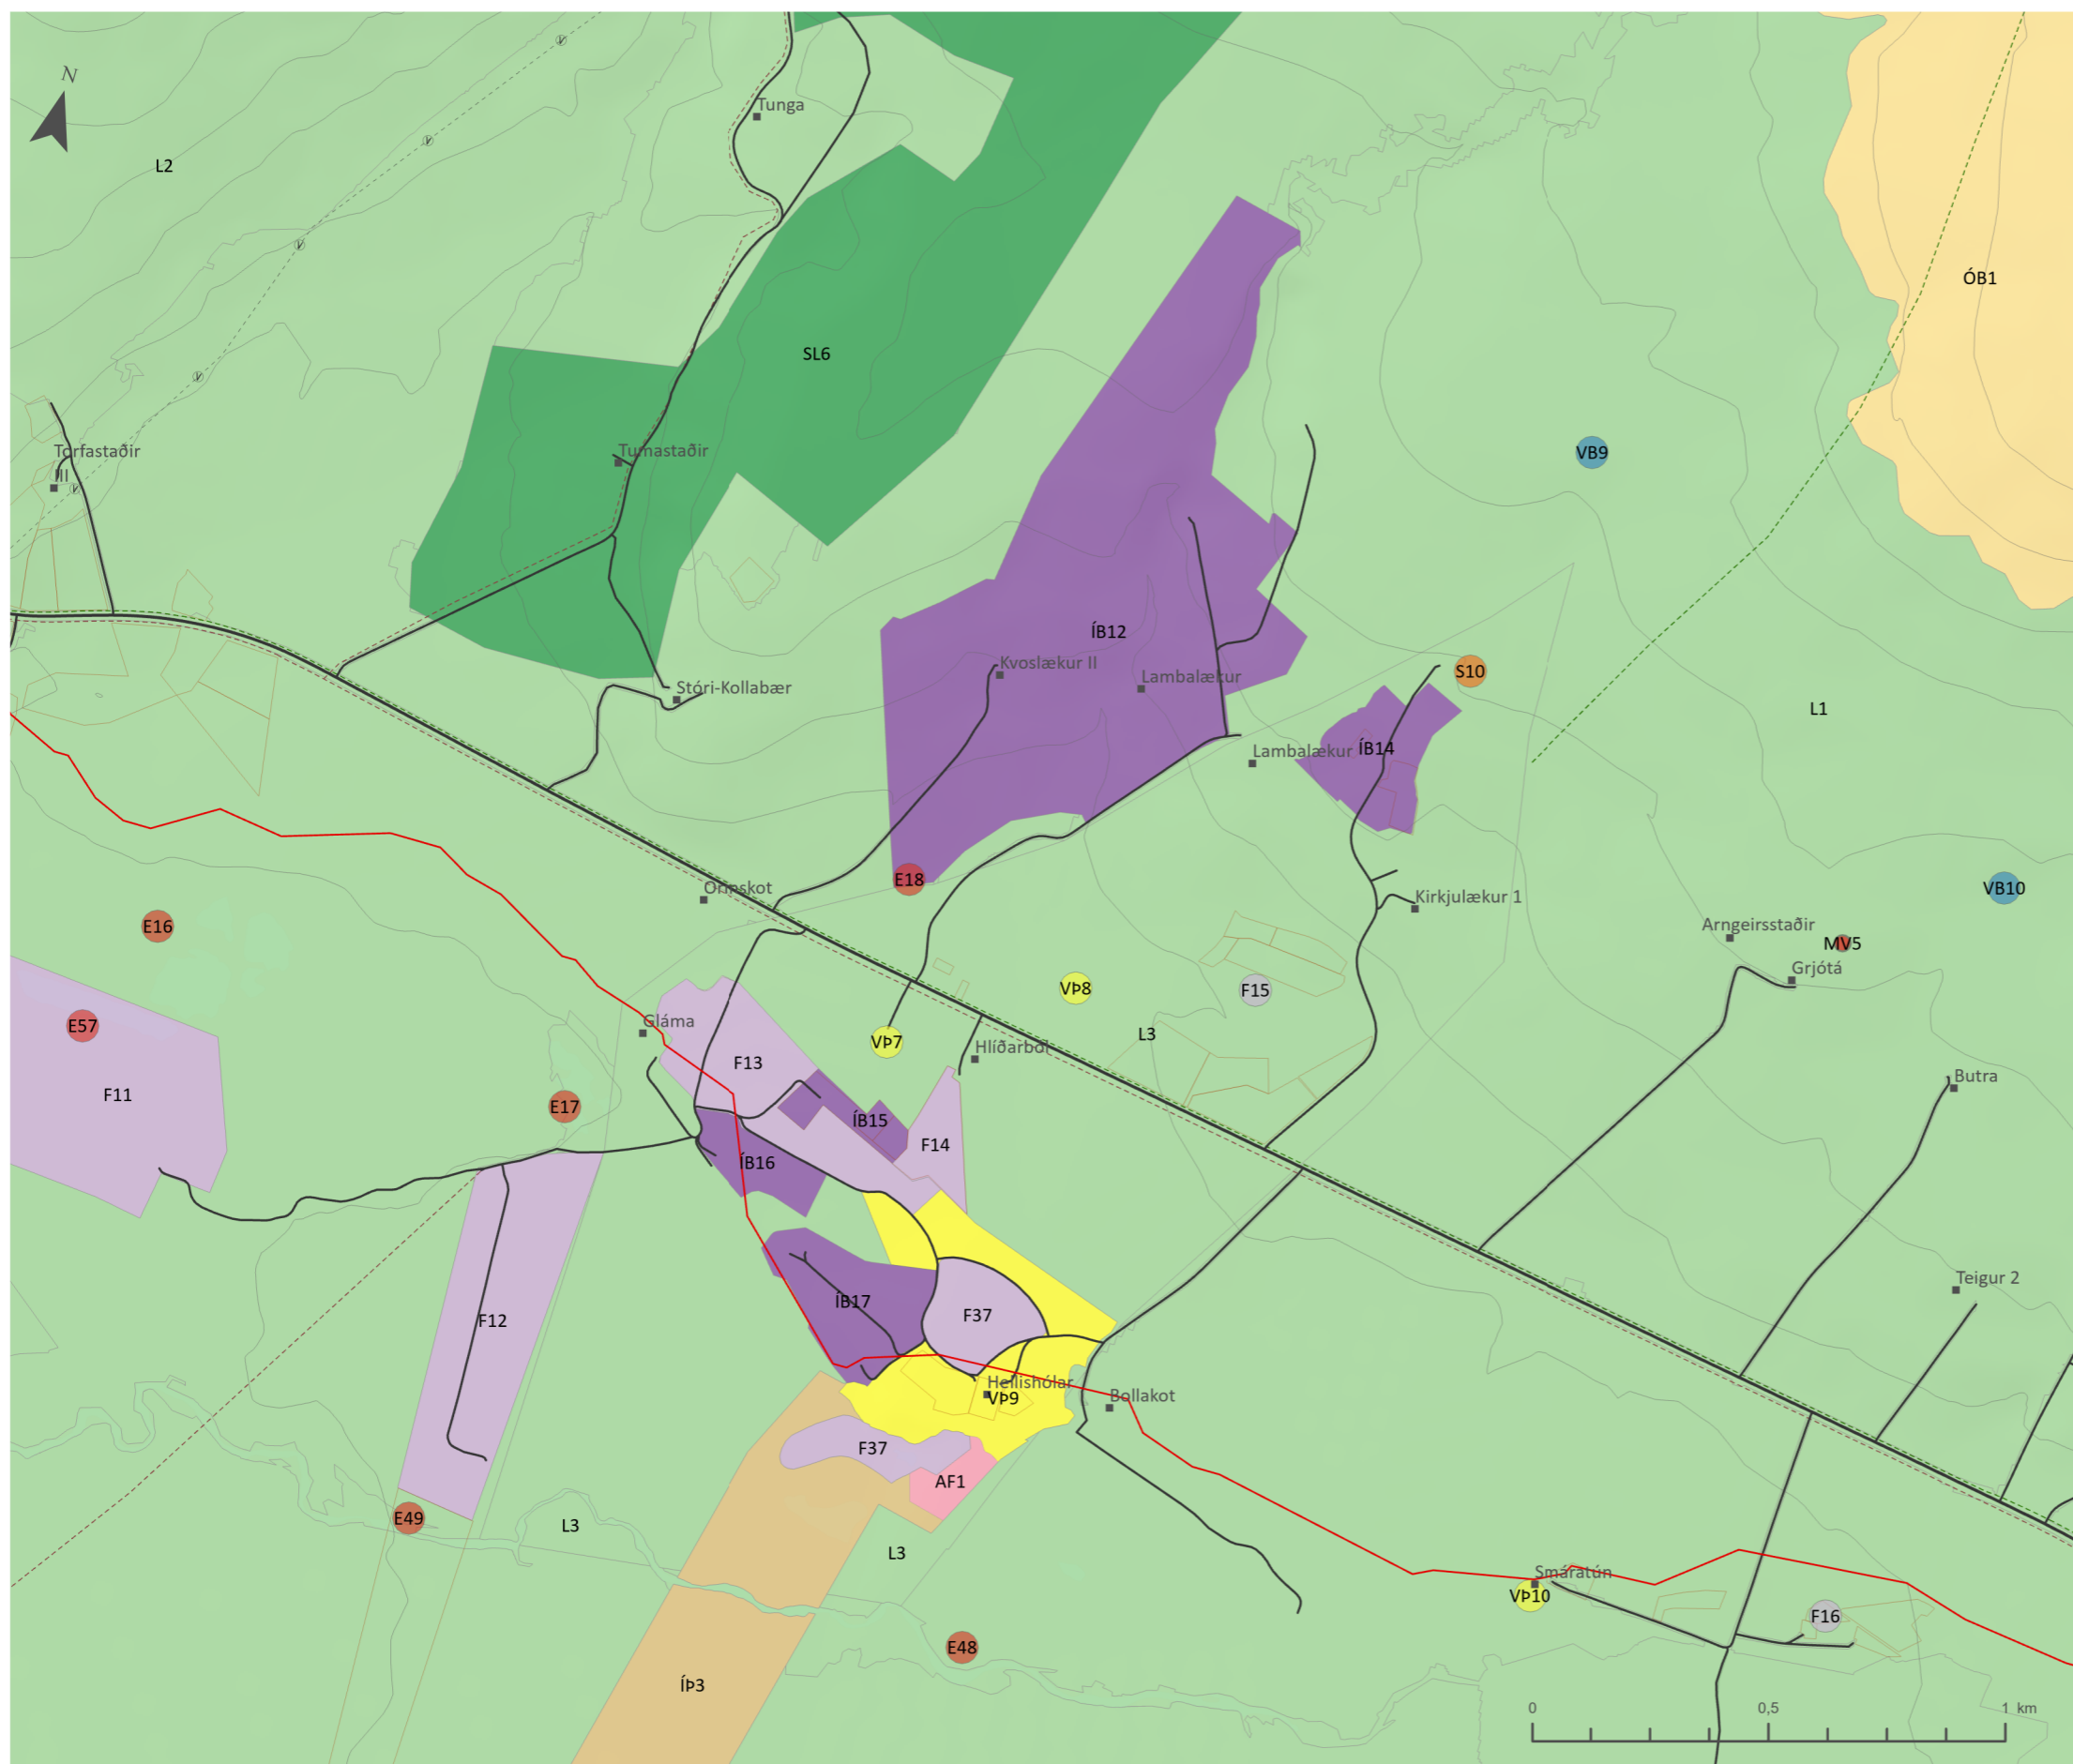 N
Tunga
L2
ÓB1
SL6
Torfastaðir
III
Tumastaðir
VB9
ÍB12
Kvoslækur II
Lambalækur
S10
Stóri-Kollabær
L1
ÍB14
Lambalækur
E18
Ormskot
VB10
Kirkjulækur 1
E16
Arngeirsstaðir
MV5
Grjótá
VÞ8
F15
E57
Gláma
VÞ7
L3
Hlíðarból
F13
Butra
F11
E17
ÍB15
F14
ÍB16
Teigur 2
ÍB17
F37
F12
Hellishólar
VÞ9
Bollakot
F37
AF1
E49
L3
L3
Smáratún
VÞ10
F16
E48
ÍÞ3
0 0,5 1 km
V
V
V
V
V